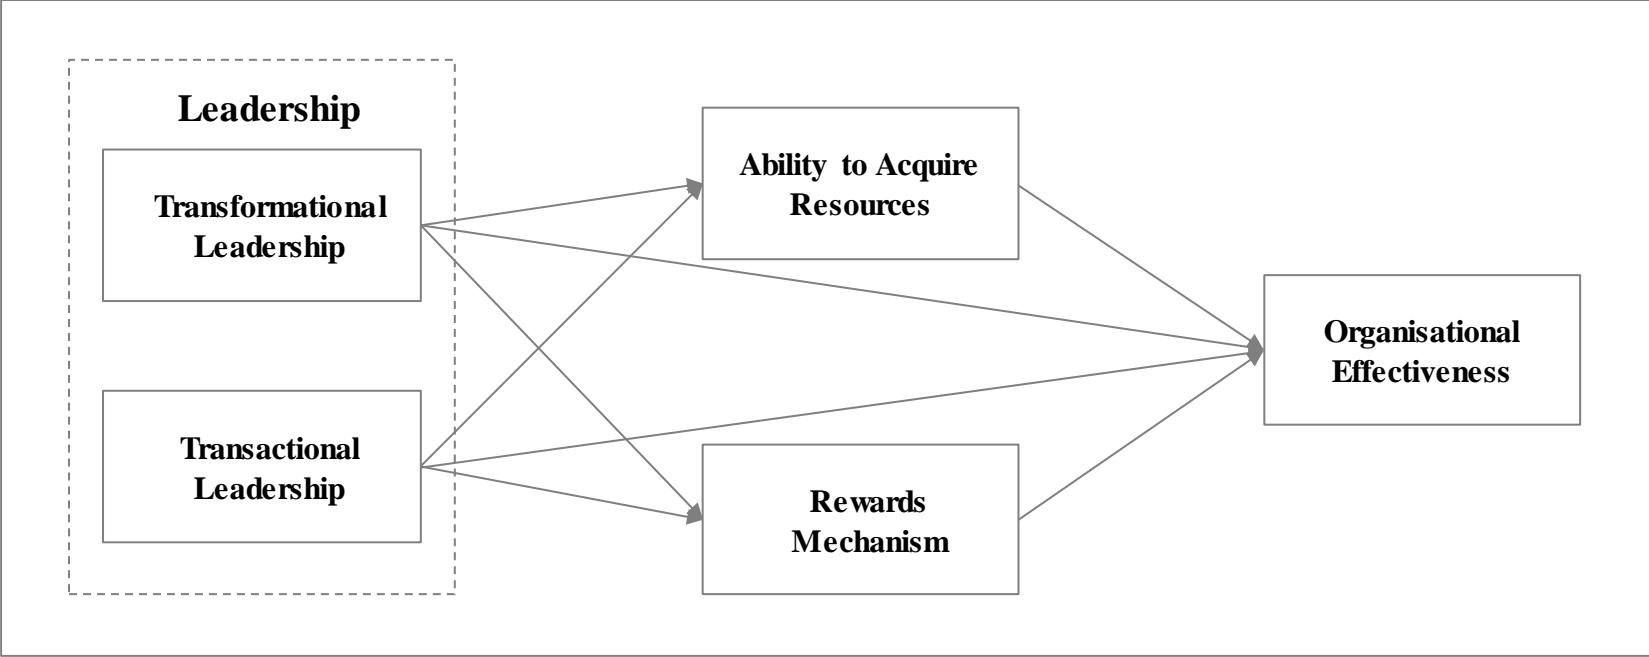 Leadership
Transformational
Leadership
Transactional
Leadership
Ability to Acquire
Resources
Rewards
Mechanism
Organisational
Effectiveness